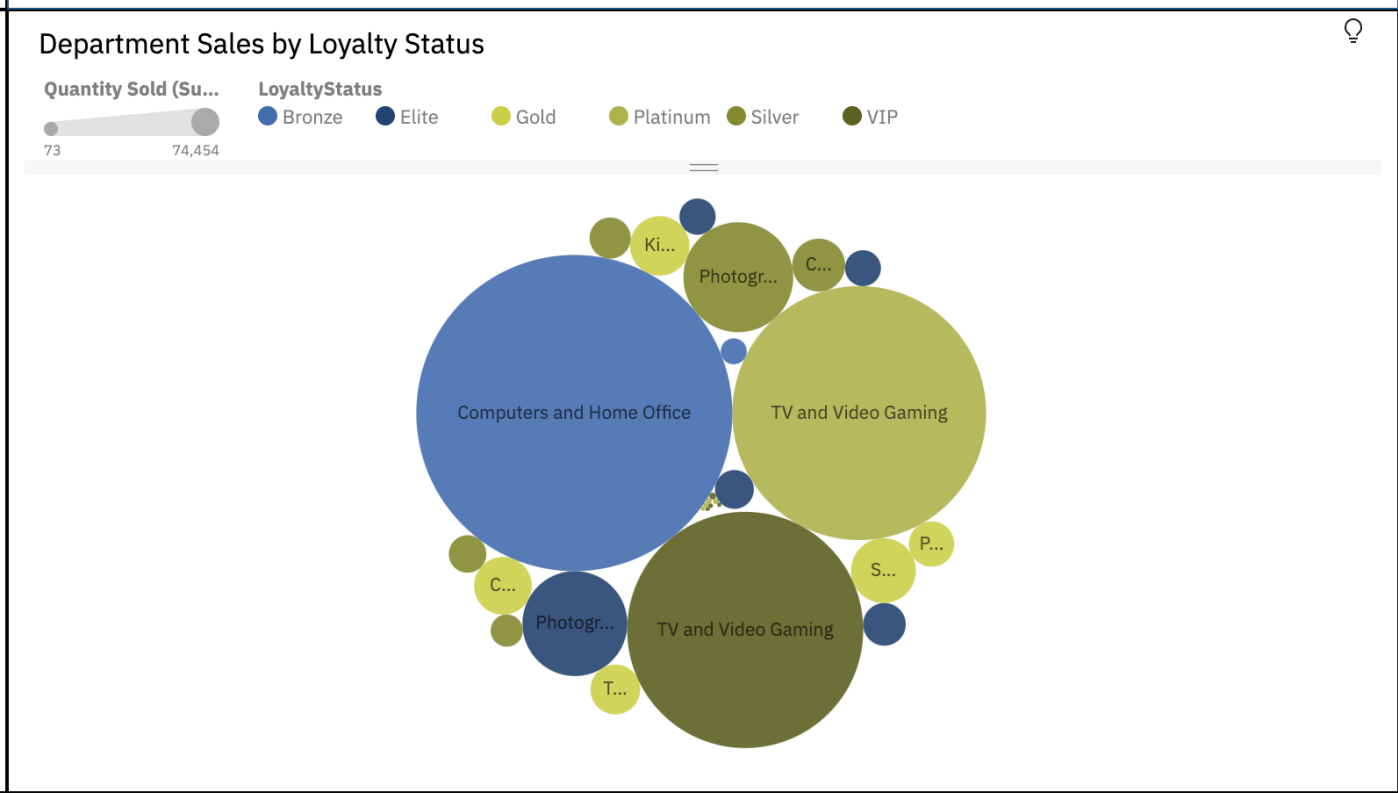 Department Sales by Loyalty Status
Quantity Sold (Su...
LoyaltyStatus
Bronze
Elite
Gold
Platinum
Silver
VIP
73
74,454
Ki...
Photogr...
C...
Computers and Home Office
TV and Video Gaming
P...
S...
C...
Photogr...
TV and Video Gaming
T...